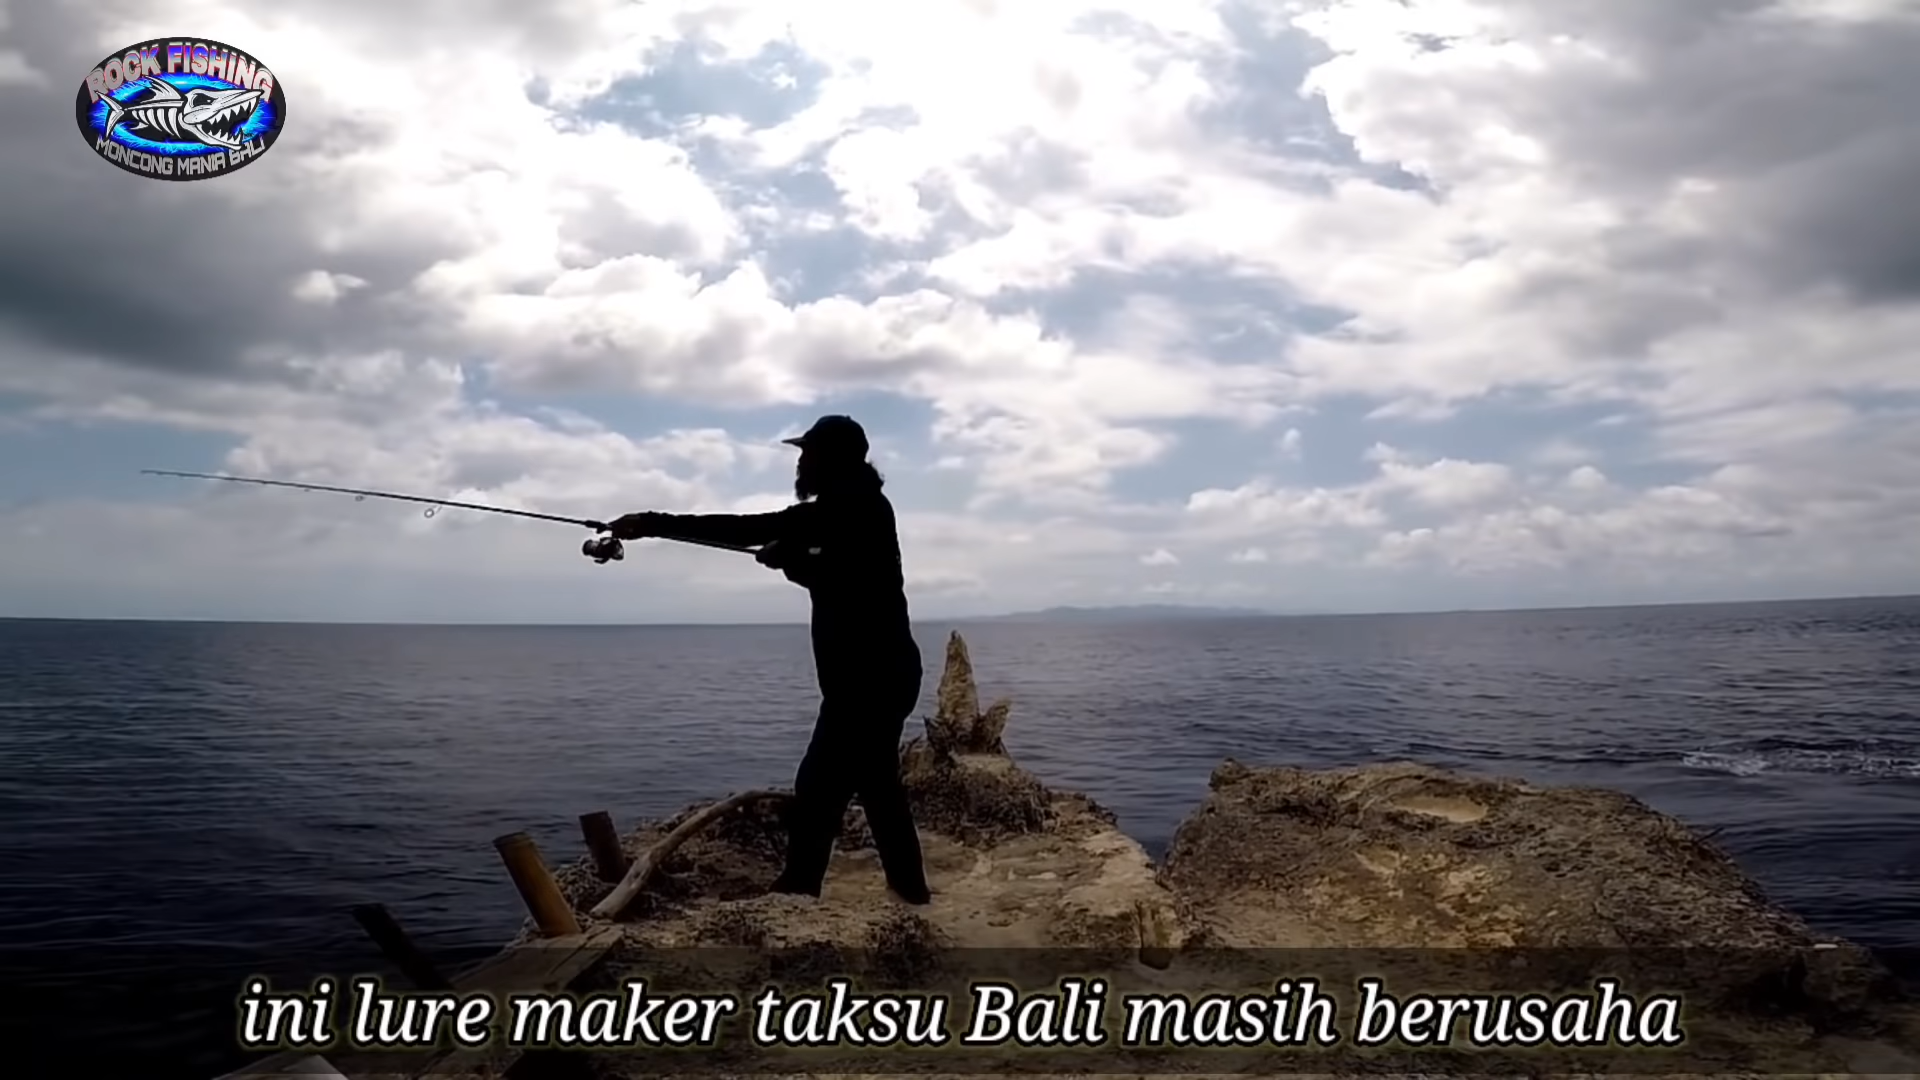 ROCK FISHING
MONCONG MANIA BALI
ini lure maker taksu Bali masih berusaha